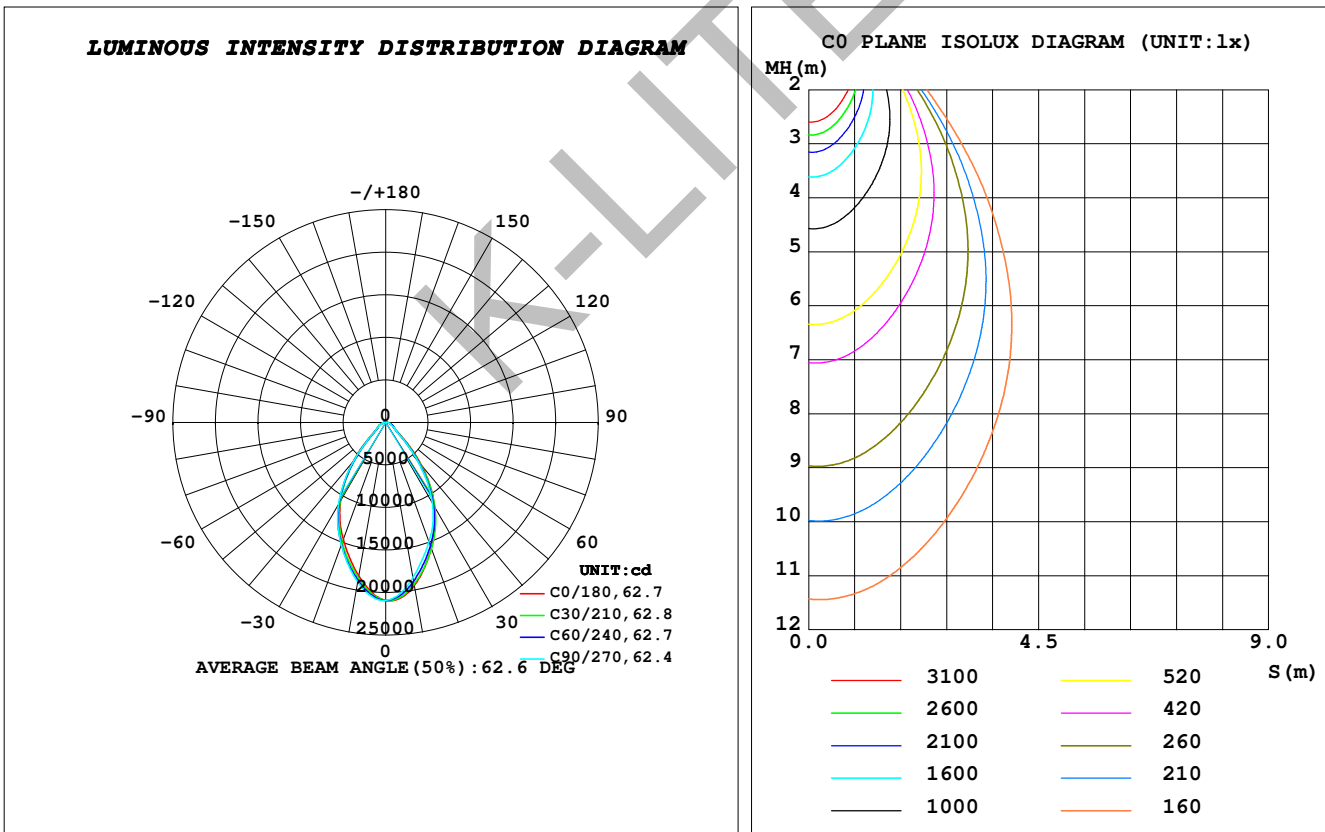 LUMINOUS INTENSITY DISTRIBUTION DIAGRAM
-/+180
-150 150
-120 120
-90 0 90
5000
10000
-60 60
15000
20000
-30 30
25000
0
UNIT:cd
C0/180,62.7
C30/210,62.8
C60/240,62.7
C90/270,62.4
AVERAGE BEAM ANGLE(50%):62.6 DEG
C0 PLANE ISOLUX DIAGRAM (UNIT:lx)
MH(m)
2
3
4
5
6
7
8
9
10
11
12
0.0 4.5 9.0
S(m)
3100 520
2600 420
2100 260
1600 210
1000 160
K-LITE